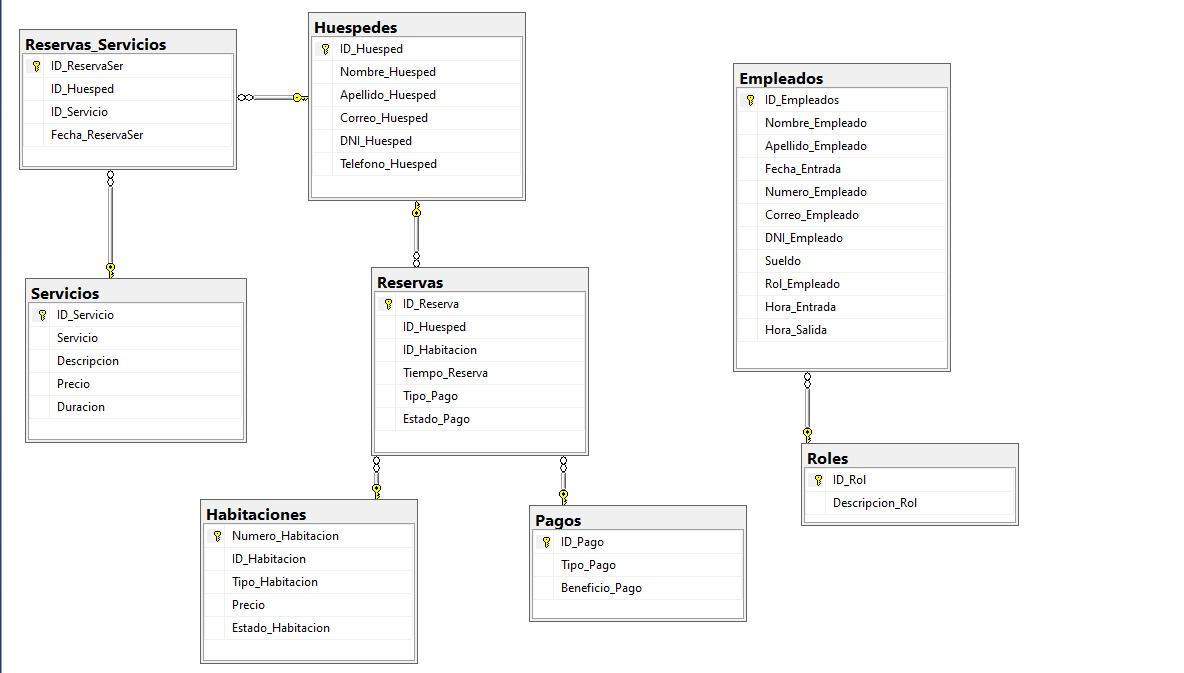 Reservas_Servicios
ID_ReservaSer
ID_Huesped
ID_Servicio
Fecha_ReservaSer
Huespedes
ID_Huesped
Nombre_Huesped
Apellido_Huesped
Correo_Huesped
DNI_Huesped
Telefono_Huesped
Empleados
ID_Empleados
Nombre_Empleado
Apellido_Empleado
Fecha_Entrada
Numero_Empleado
Correo_Empleado
DNI_Empleado
Sueldo
Rol_Empleado
Hora_Entrada
Hora_Salida
Servicios
ID_Servicio
Servicio
Descripcion
Precio
Duracion
Reservas
ID_Reserva
ID_Huesped
ID_Habitacion
Tiempo_Reserva
Tipo_Pago
Estado_Pago
Roles
ID_Rol
Descripcion_Rol
Habitaciones
Numero_Habitacion
ID_Habitacion
Tipo_Habitacion
Precio
Estado_Habitacion
Pagos
ID_Pago
Tipo_Pago
Beneficio_Pago